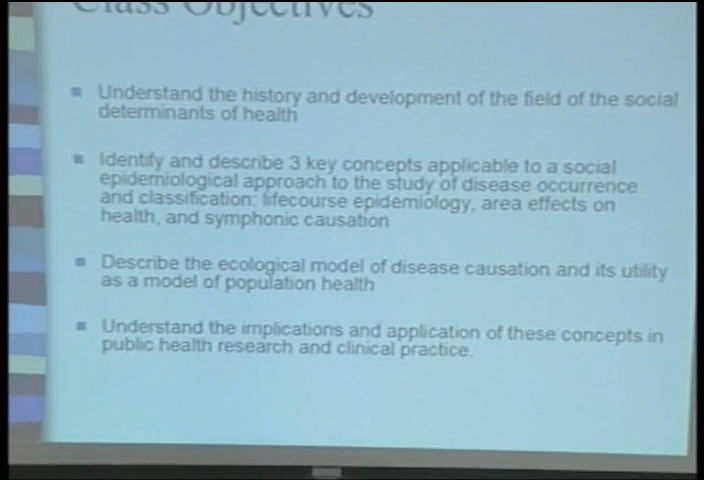 Class Objectives
Understand the history and development of the field of the social
determinants of health
Identify and describe 3 key concepts applicable to a social
epidemiological approach to the study of disease occurrence
and classification: lifecourse epidemiology, area effects on
health, and symphonic causation
Describe the ecological model of disease causation and its utility
as a model of population health
Understand the implications and application of these concepts in
public health research and clinical practice.